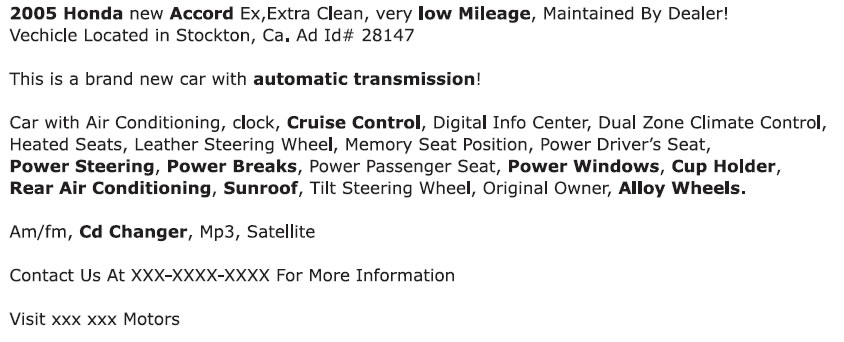 2005 Honda new Accord Ex,Extra Clean, very low Mileage, Maintained By Dealer!
Vechicle Located in Stockton, Ca. Ad Id# 28147
This is a brand new car with automatic transmission!
Car with Air Conditioning, clock, Cruise Control, Digital Info Center, Dual Zone Climate Control,
Heated Seats, Leather Steering Wheel, Memory Seat Position, Power Driver's Seat,
Power Steering, Power Breaks, Power Passenger Seat, Power Windows, Cup Holder,
Rear Air Conditioning, Sunroof, Tilt Steering Wheel, Original Owner, Alloy Wheels.
Am/fm, Cd Changer, Mp3, Satellite
Contact Us At XXX-XXXX-XXXX For More Information
Visit xxx xxx Motors